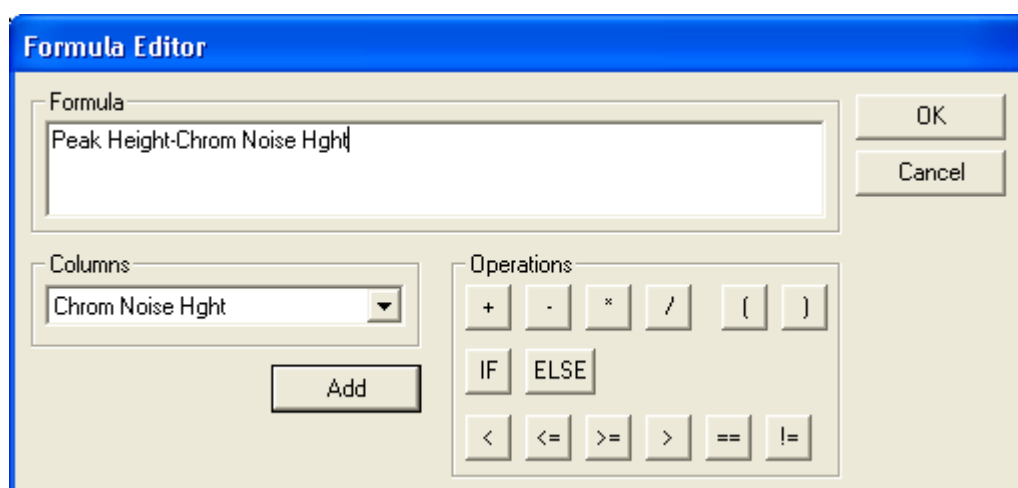 Formula Editor
Formula
Peak Height-Chrom Noise Hght
OK
Cancel
Columns
Chrom Noise Hght
Add
Operations
+ - * / ( )
IF ELSE
< <= >= > == !=